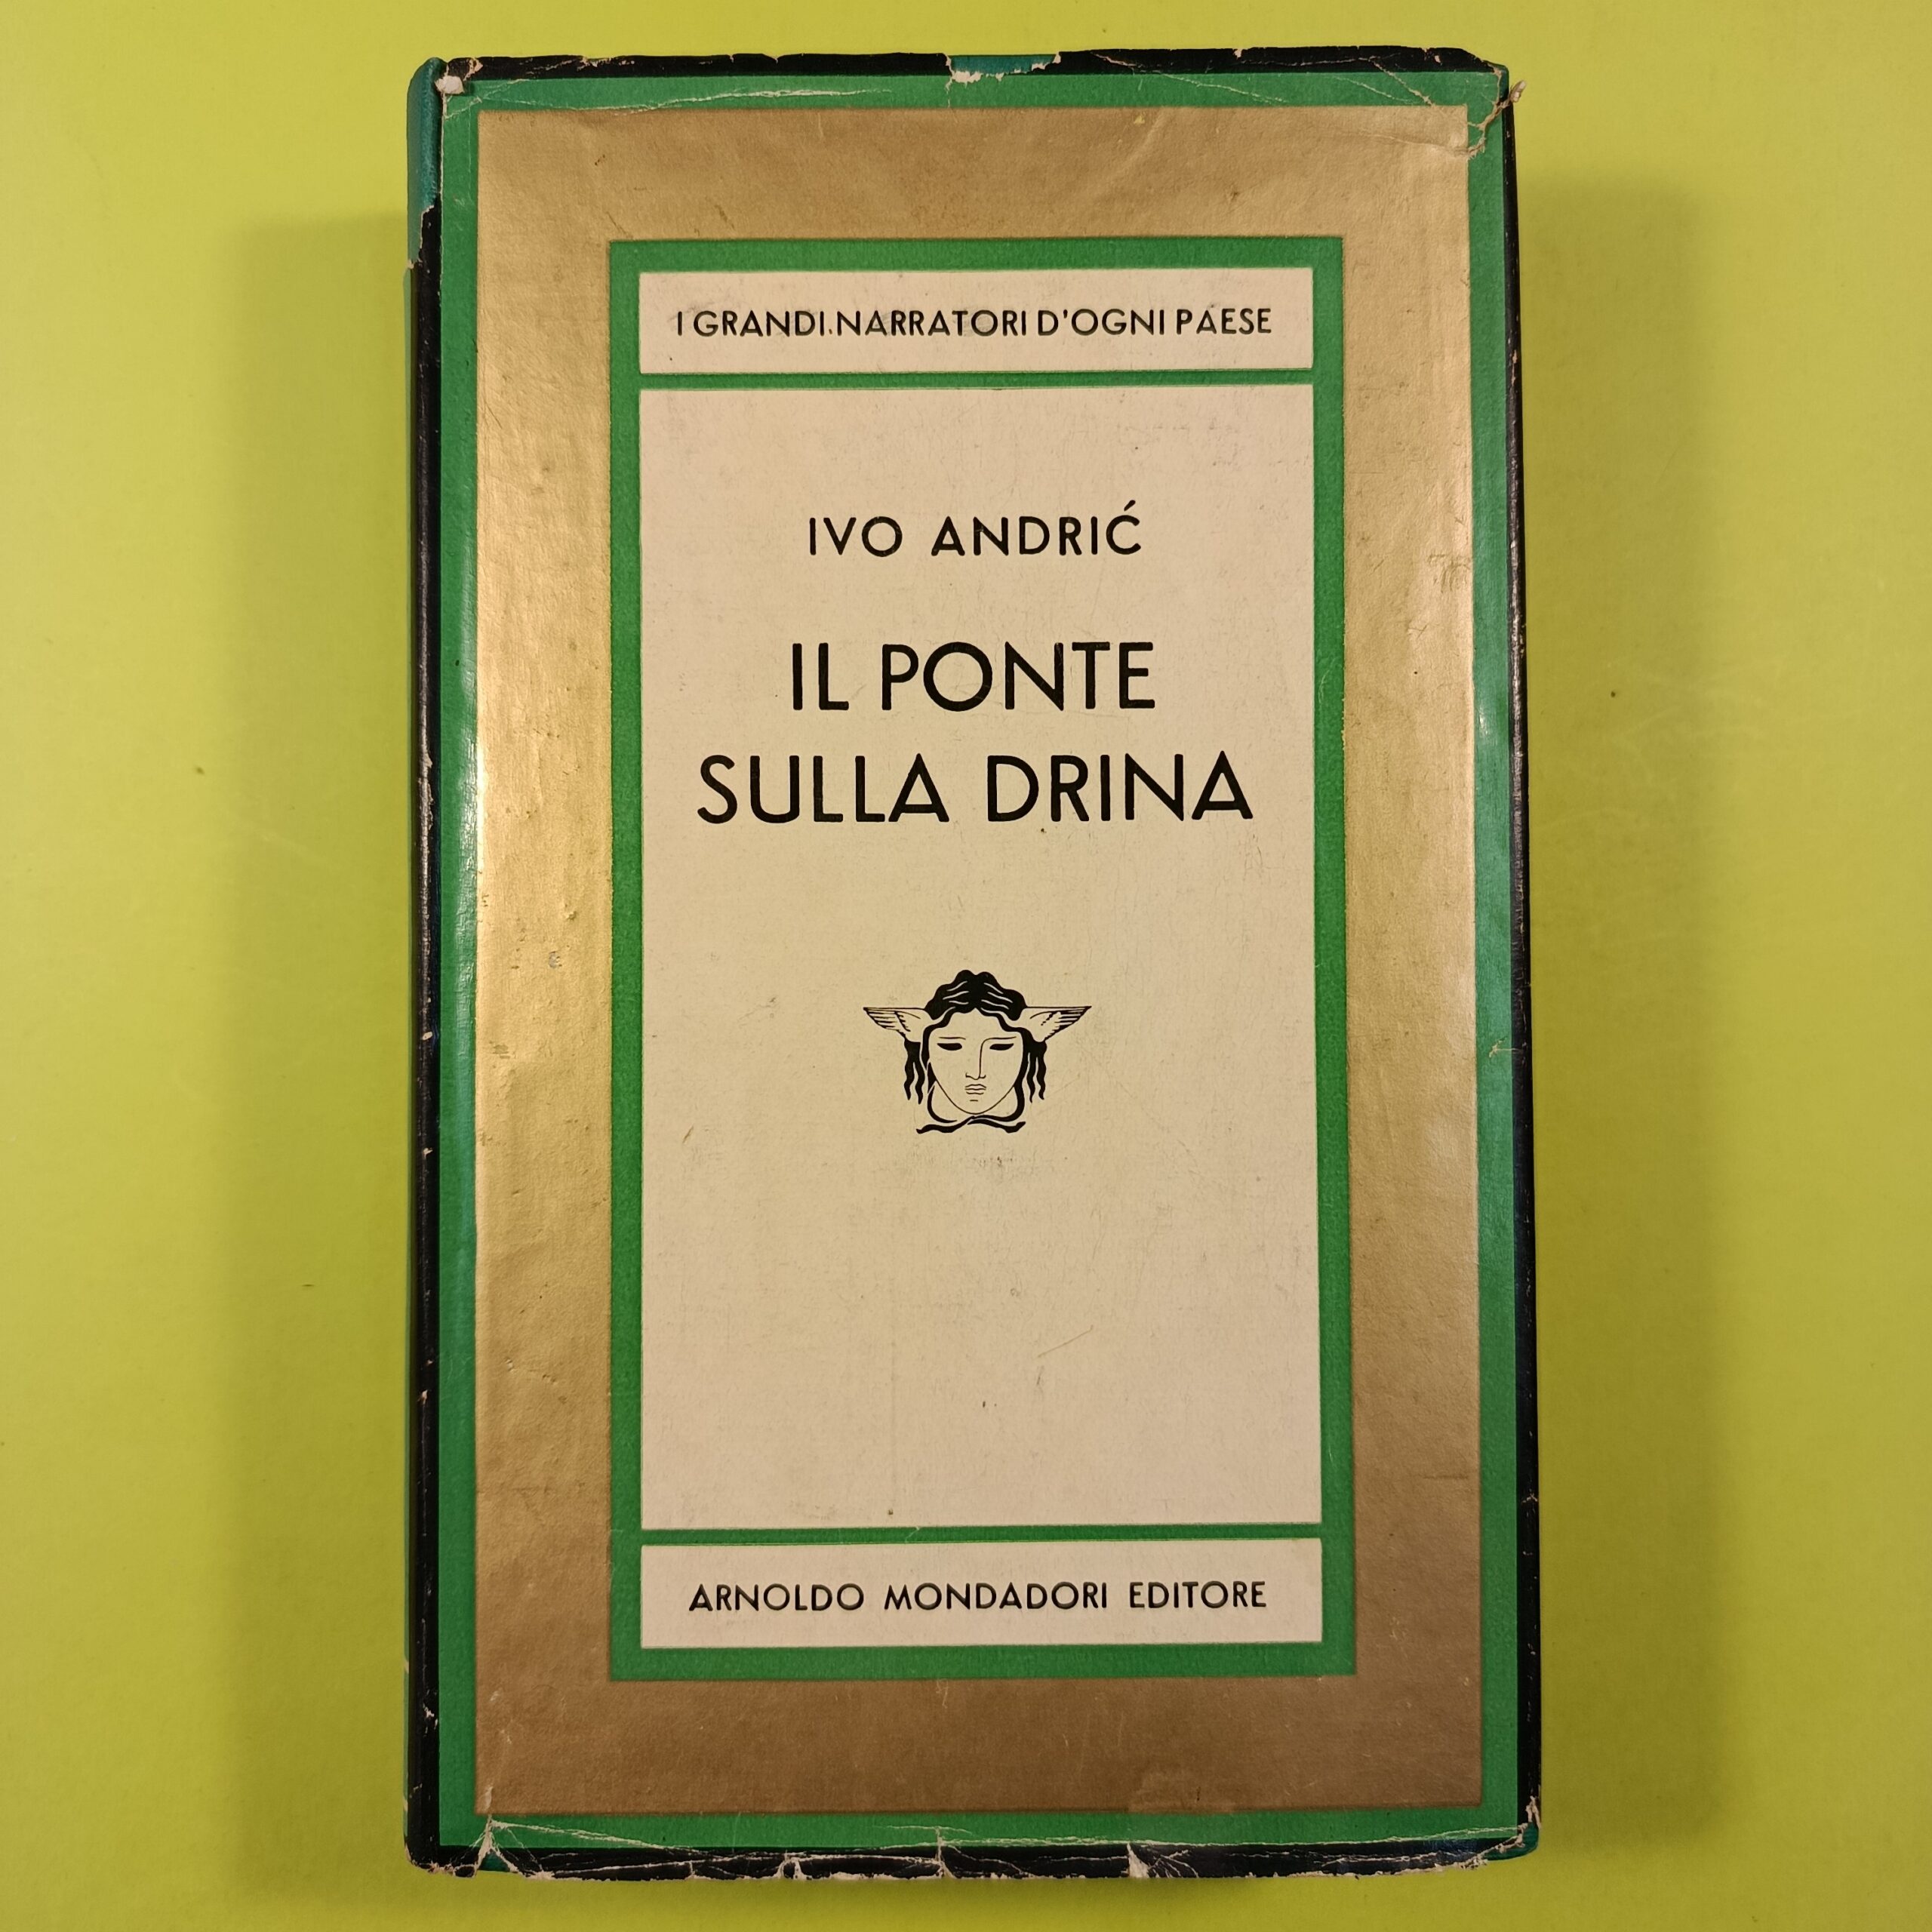 I GRANDI NARRATORI D'OGNI PAESE
IVO ANDRIĆ
IL PONTE
SULLA DRINA
ARNOLDO MONDADORI EDITORE